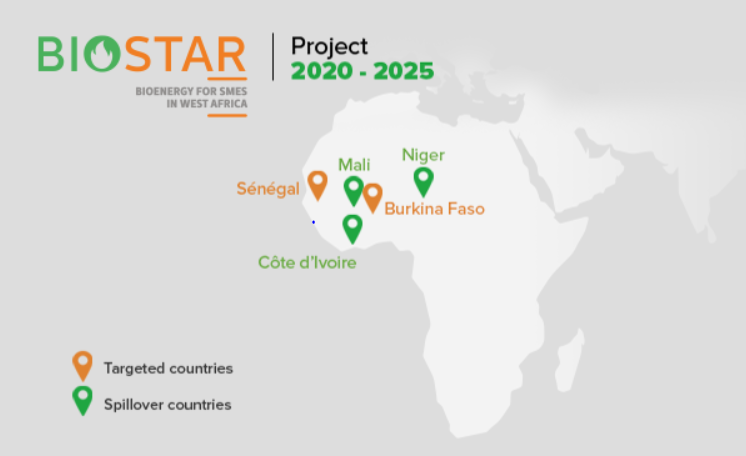 BIOSTAR
BIOENERGY FOR SMES
IN WEST AFRICA
Project
2020 - 2025
Niger
Mali
Sénégal
Burkina Faso
Côte d'Ivoire
Targeted countries
Spillover countries